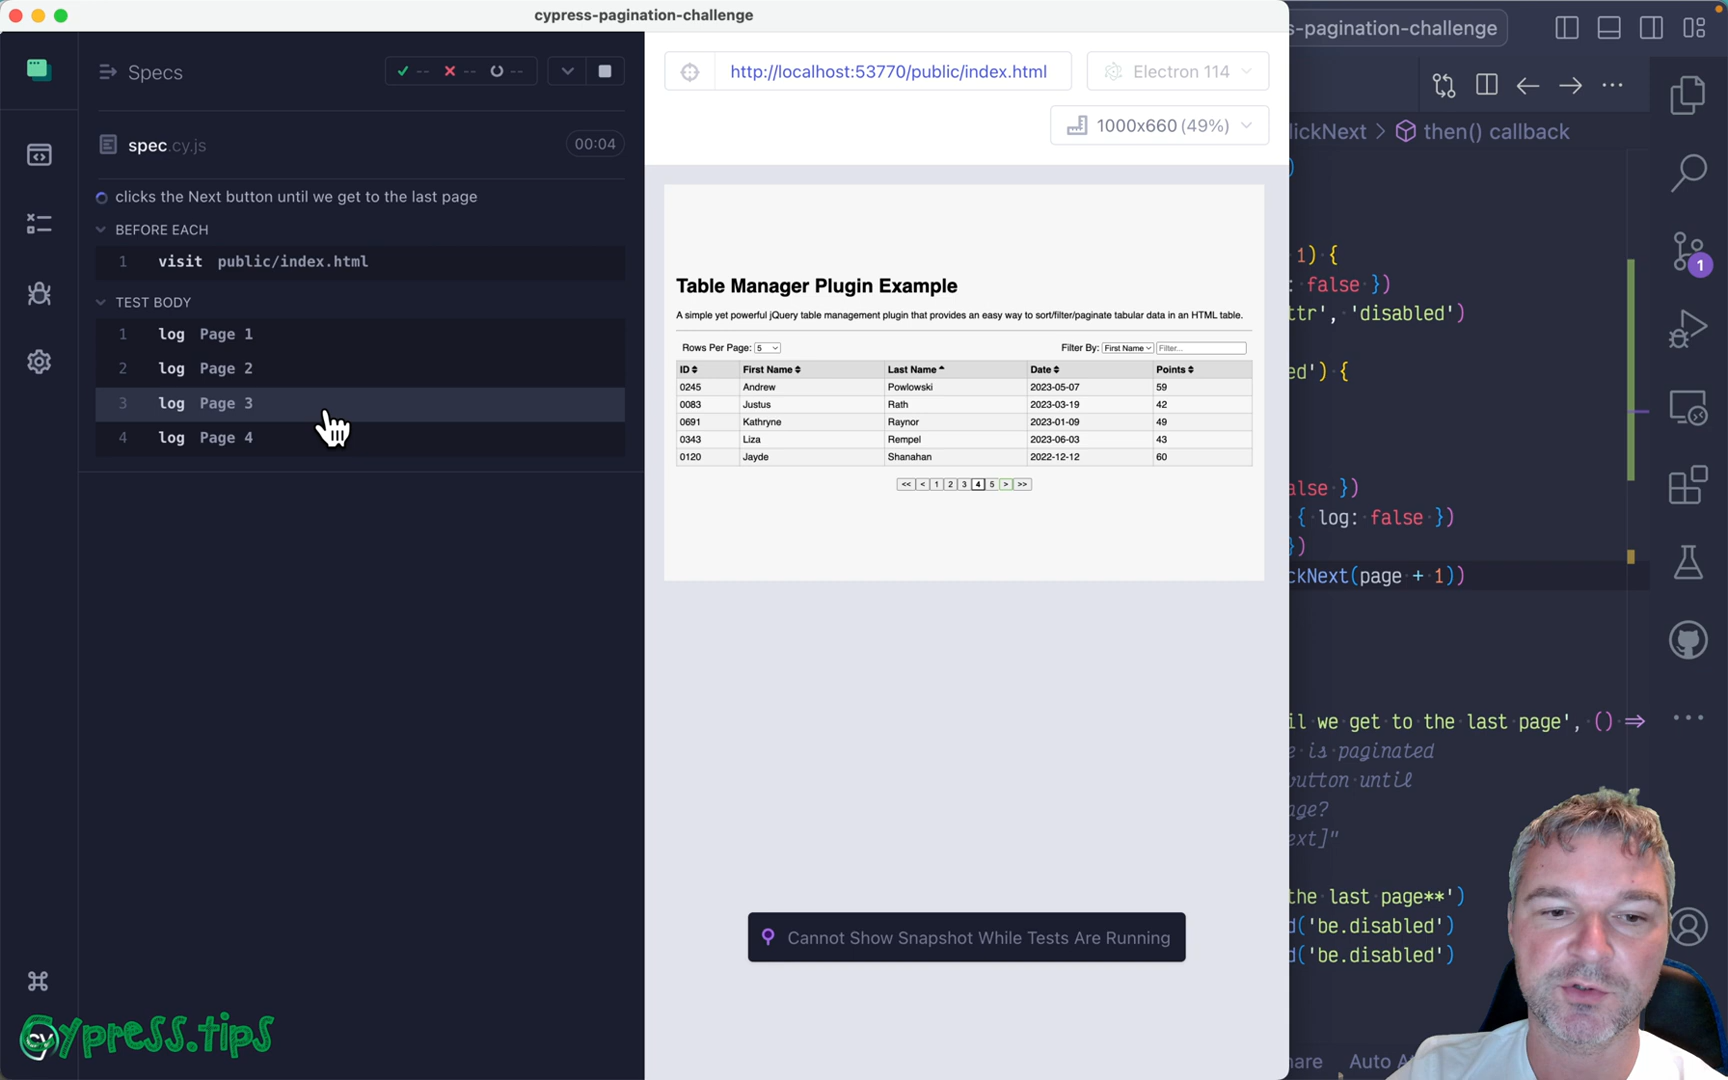 cypress-pagination-challenge
s-pagination-challenge
Specs
--
--
--
http://localhost:53770/public/index.html
Electron 114
1000x660 (49%)
lickNext > then() callback
spec.cy.js
00:04
clicks the Next button until we get to the last page
BEFORE EACH
1 visit public/index.html
TEST BODY
1 log Page 1
2 log Page 2
3 log Page 3
4 log Page 4
Table Manager Plugin Example
A simple yet powerful jQuery table management plugin that provides an easy way to sort/filter/paginate tabular data in an HTML table.
Rows Per Page: 5
Filter By: First Name Filter...
ID First Name Last Name Date Points
0245 Andrew Powlowski 2023-05-07 59
0083 Justus Rath 2023-03-19 42
0691 Kathryne Raynor 2023-01-09 49
0343 Liza Rempel 2023-06-03 43
0120 Jayde Shanahan 2022-12-12 60
<< < 1 2 3 4 5 > >>
Cannot Show Snapshot While Tests Are Running
)
1) {
: false })
ttr', 'disabled')
ed') {
alse })
{ log: false })
})
ckNext(page + 1))
1
il we get to the last page', () =>
e is paginated
button until
age?
ext]"
the last page**')
d('be.disabled')
d('be.disabled')
hare Auto A
cy
Cypress.tips